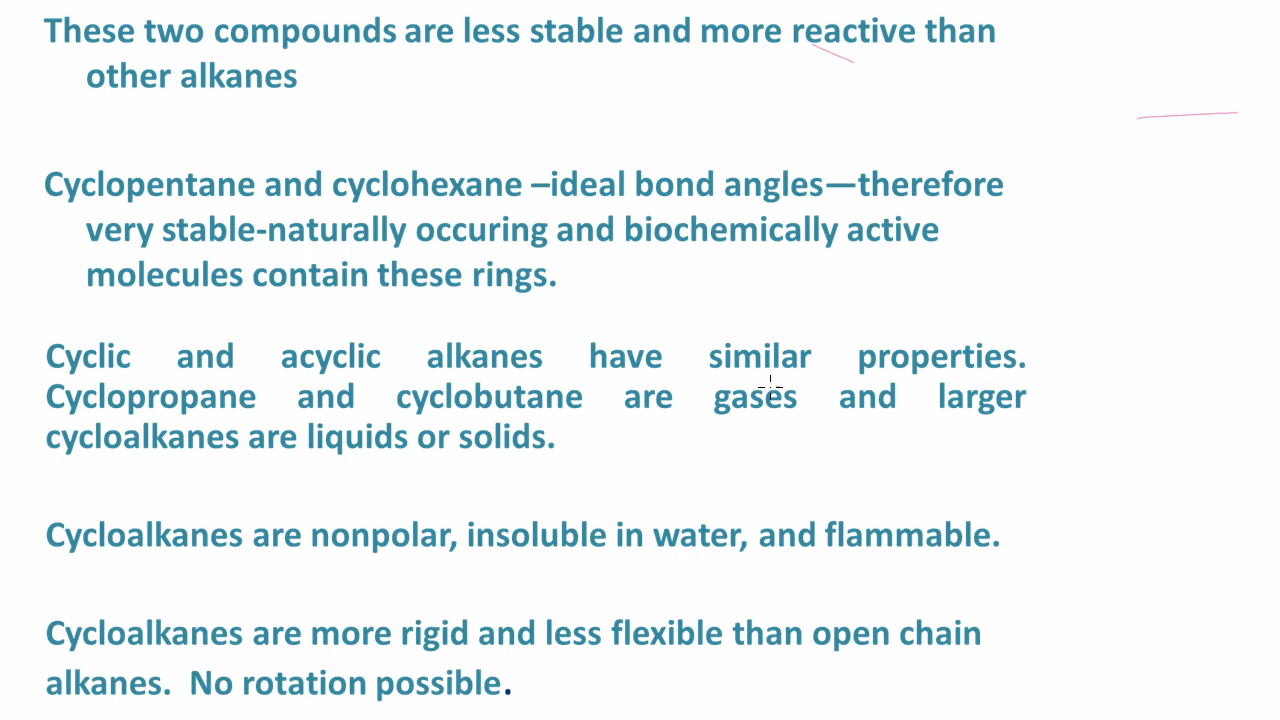 These two compounds are less stable and more reactive than
other alkanes
Cyclopentane and cyclohexane –ideal bond angles—therefore
very stable-naturally occuring and biochemically active
molecules contain these rings.
Cyclic and acyclic alkanes have similar properties.
Cyclopropane and cyclobutane are gases and larger
cycloalkanes are liquids or solids.
Cycloalkanes are nonpolar, insoluble in water, and flammable.
Cycloalkanes are more rigid and less flexible than open chain
alkanes. No rotation possible.